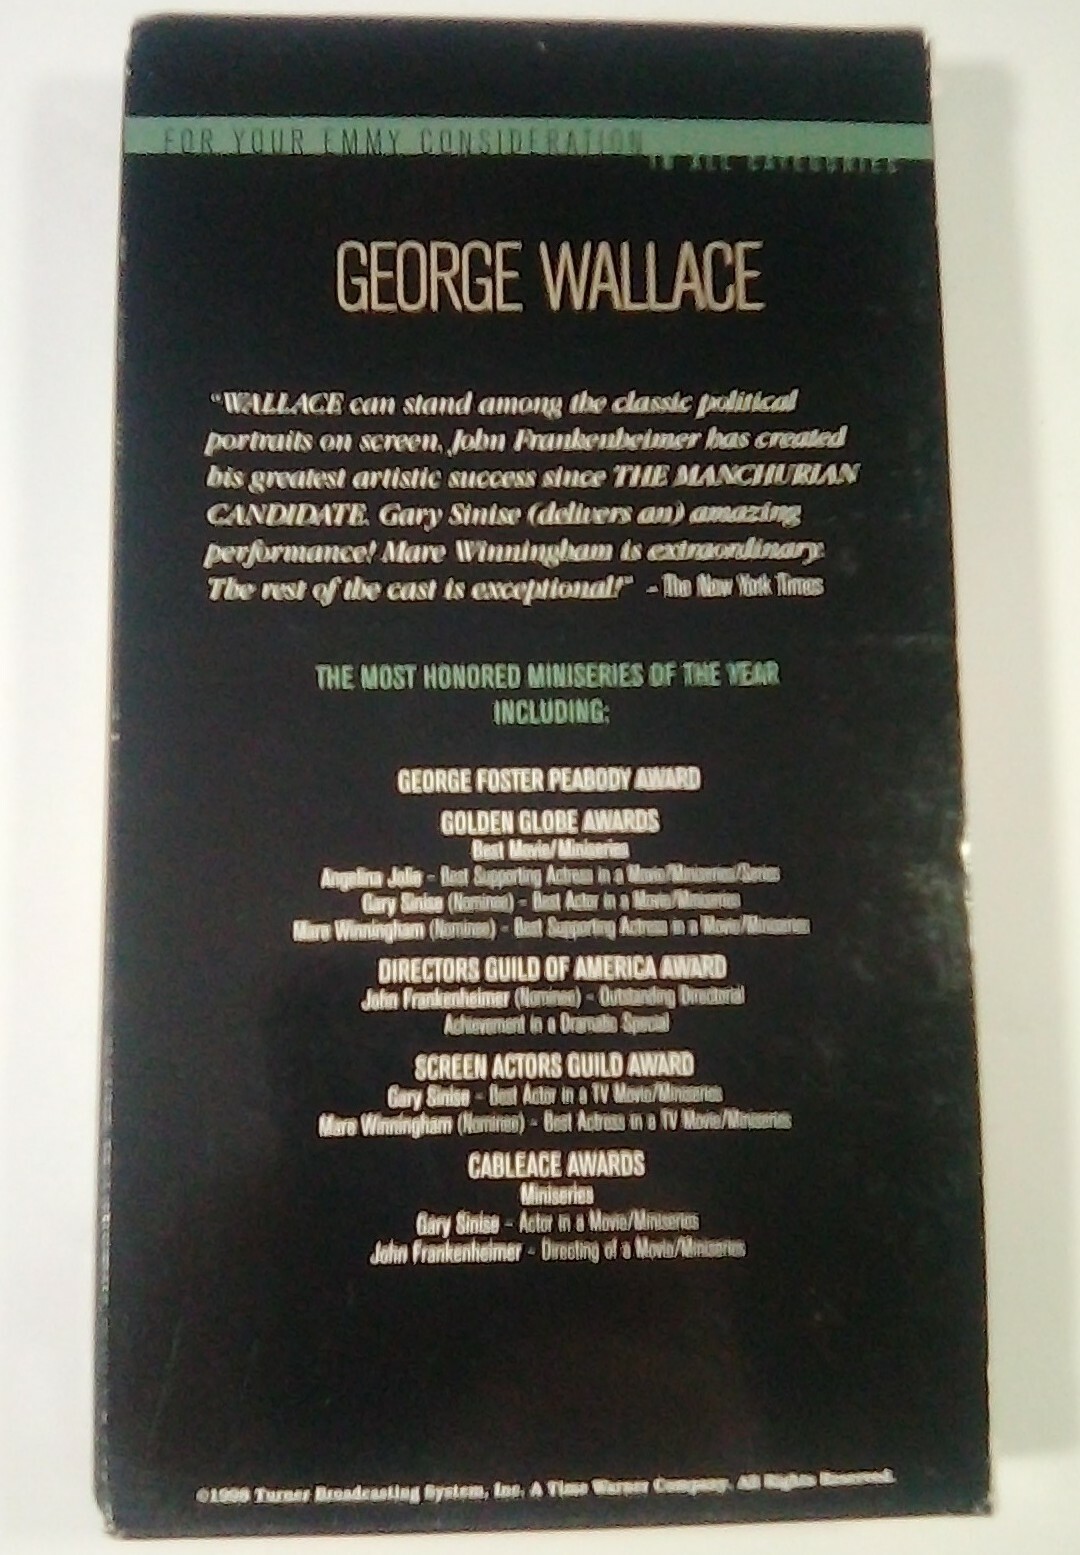 FOR YOUR EMMY CONSIDERATION
IN ALL CATEGORIES
GEORGE WALLACE
"WALLACE can stand among the classic political
portraits on screen. John Frankenheimer has created
his greatest artistic success since THE MANCHURIAN
CANDIDATE. Gary Sinise (delivers an) amazing
performance! Mare Winningham is extraordinary.
The rest of the cast is exceptional!" - The New York Times
THE MOST HONORED MINISERIES OF THE YEAR
INCLUDING:
GEORGE FOSTER PEABODY AWARD
GOLDEN GLOBE AWARDS
Best Movie/Miniseries
Angelina Jolie - Best Supporting Actress in a Movie/Miniseries/Series
Gary Sinise (Nominee) - Best Actor in a Movie/Miniseries
Mare Winningham (Nominee) - Best Supporting Actress in a Movie/Miniseries
DIRECTORS GUILD OF AMERICA AWARD
John Frankenheimer (Nominee) - Outstanding Directorial
Achievement in a Dramatic Special
SCREEN ACTORS GUILD AWARD
Gary Sinise - Best Actor in a TV Movie/Miniseries
Mare Winningham (Nominee) - Best Actress in a TV Movie/Miniseries
CABLEACE AWARDS
Miniseries
Gary Sinise - Actor in a Movie/Miniseries
John Frankenheimer - Directing of a Movie/Miniseries
©1998 Turner Broadcasting System, Inc. A Time Warner Company. All Rights Reserved.